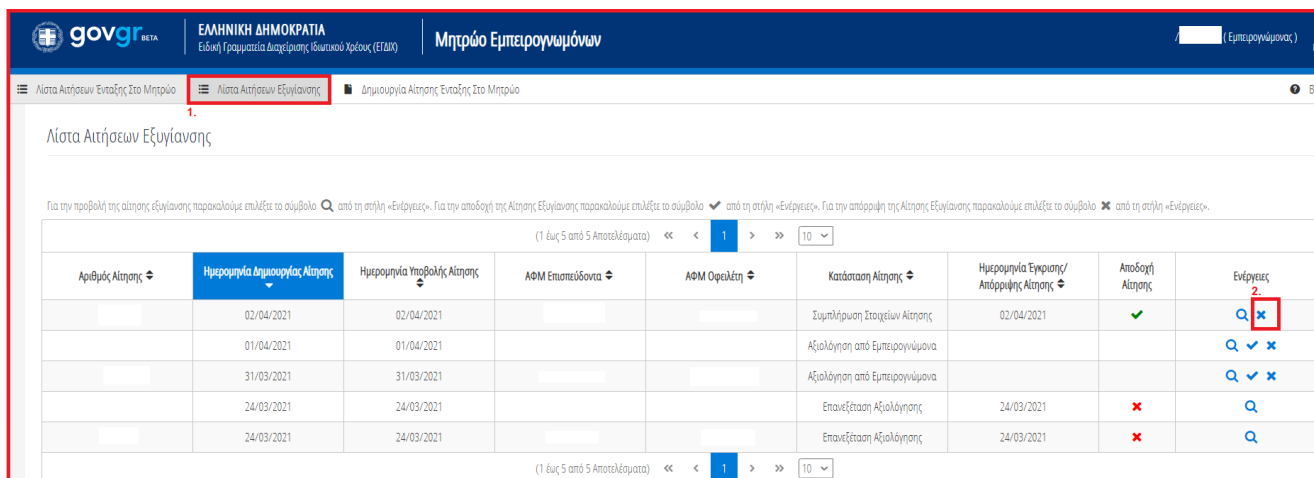 govgr BETA
ΕΛΛΗΝΙΚΗ ΔΗΜΟΚΡΑΤΙΑ
Ειδική Γραμματεία Διαχείρισης Ιδιωτικού Χρέους (ΕΓΔΙΧ)
Μητρώο Εμπειρογνωμόνων
/ ( Εμπειρογνώμονας )
Λίστα Αιτήσεων Ένταξης Στο Μητρώο Λίστα Αιτήσεων Εξυγίανσης Δημιουργία Αίτησης Ένταξης Στο Μητρώο
1.
Λίστα Αιτήσεων Εξυγίανσης
Για την προβολή της αίτησης εξυγίανσης παρακαλούμε επιλέξτε το σύμβολο από τη στήλη «Ενέργειες». Για την αποδοχή της Αίτησης Εξυγίανσης παρακαλούμε επιλέξτε το σύμβολο ✔ από τη στήλη «Ενέργειες». Για την απόρριψη της Αίτησης Εξυγίανσης παρακαλούμε επιλέξτε το σύμβολο ✖ από τη στήλη «Ενέργειες».
(1 έως 5 από 5 Αποτελέσματα) « < 1 > » 10
Αριθμός Αίτησης Ημερομηνία Δημιουργίας Αίτησης Ημερομηνία Υποβολής Αίτησης ΑΦΜ Επισπεύδοντα ΑΦΜ Οφειλέτη Κατάσταση Αίτησης Ημερομηνία Έγκρισης/ Απόρριψης Αίτησης Αποδοχή Αίτησης Ενέργειες
2.
02/04/2021 02/04/2021 Συμπλήρωση Στοιχείων Αίτησης 02/04/2021
01/04/2021 01/04/2021 Αξιολόγηση από Εμπειρογνώμονα
31/03/2021 31/03/2021 Αξιολόγηση από Εμπειρογνώμονα
24/03/2021 24/03/2021 Επανεξέταση Αξιολόγησης 24/03/2021
24/03/2021 24/03/2021 Επανεξέταση Αξιολόγησης 24/03/2021
(1 έως 5 από 5 Αποτελέσματα) « < 1 > » 10